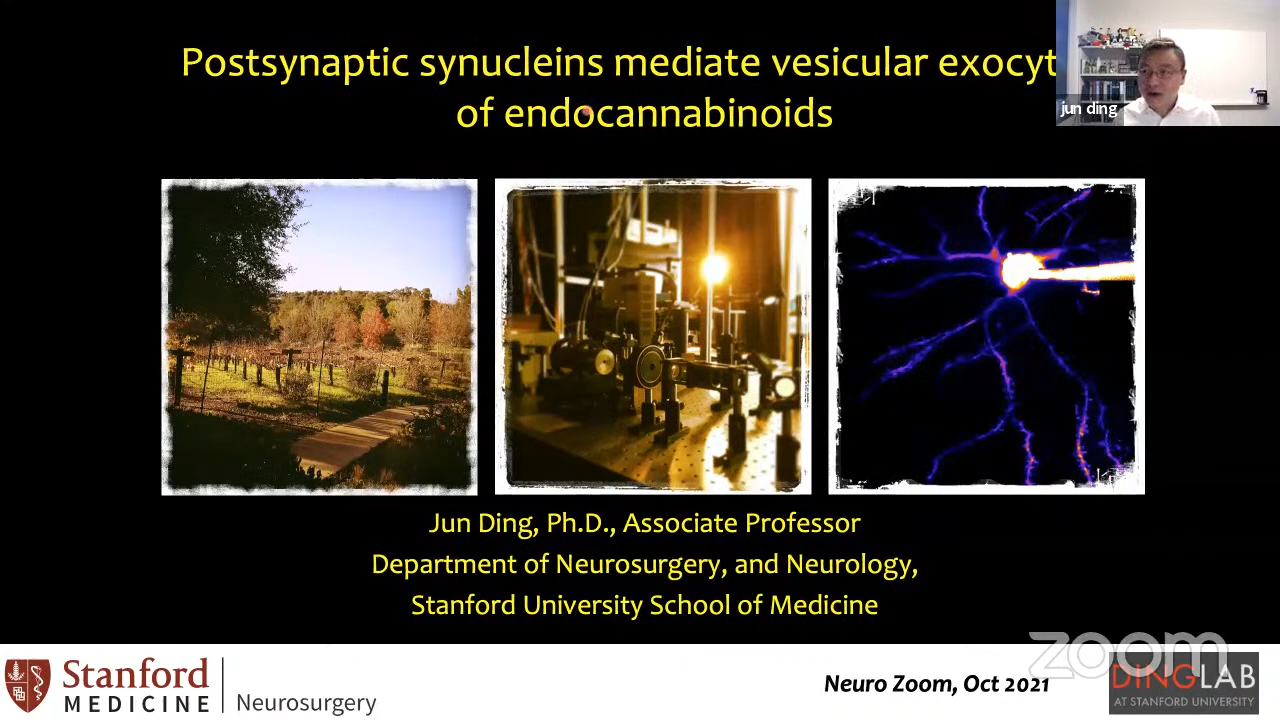 Postsynaptic synucleins mediate vesicular exocyt
of endocannabinoids
jun ding
Jun Ding, Ph.D., Associate Professor
Department of Neurosurgery, and Neurology,
Stanford University School of Medicine
Stanford
MEDICINE
Neurosurgery
Neuro Zoom, Oct 2021
zoom
DINGLAB
AT STANFORD UNIVERSITY